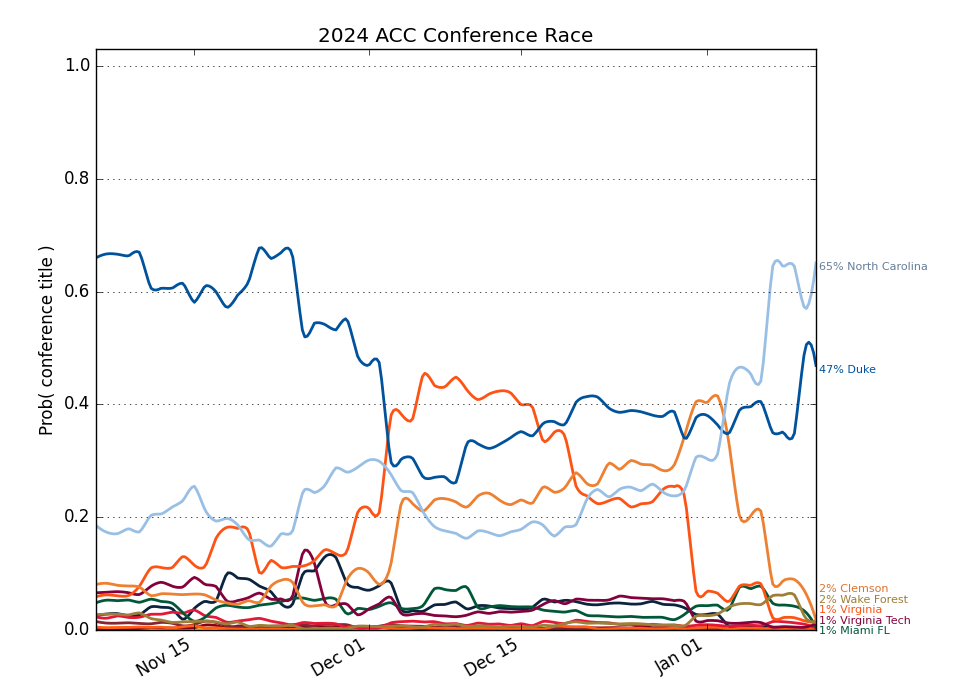 2024 ACC Conference Race
Prob( conference title )
1.0
0.8
0.6
0.4
0.2
0.0
Nov 15
Dec 01
Dec 15
Jan 01
65% North Carolina
47% Duke
2% Clemson
2% Wake Forest
1% Virginia
1% Virginia Tech
1% Miami FL